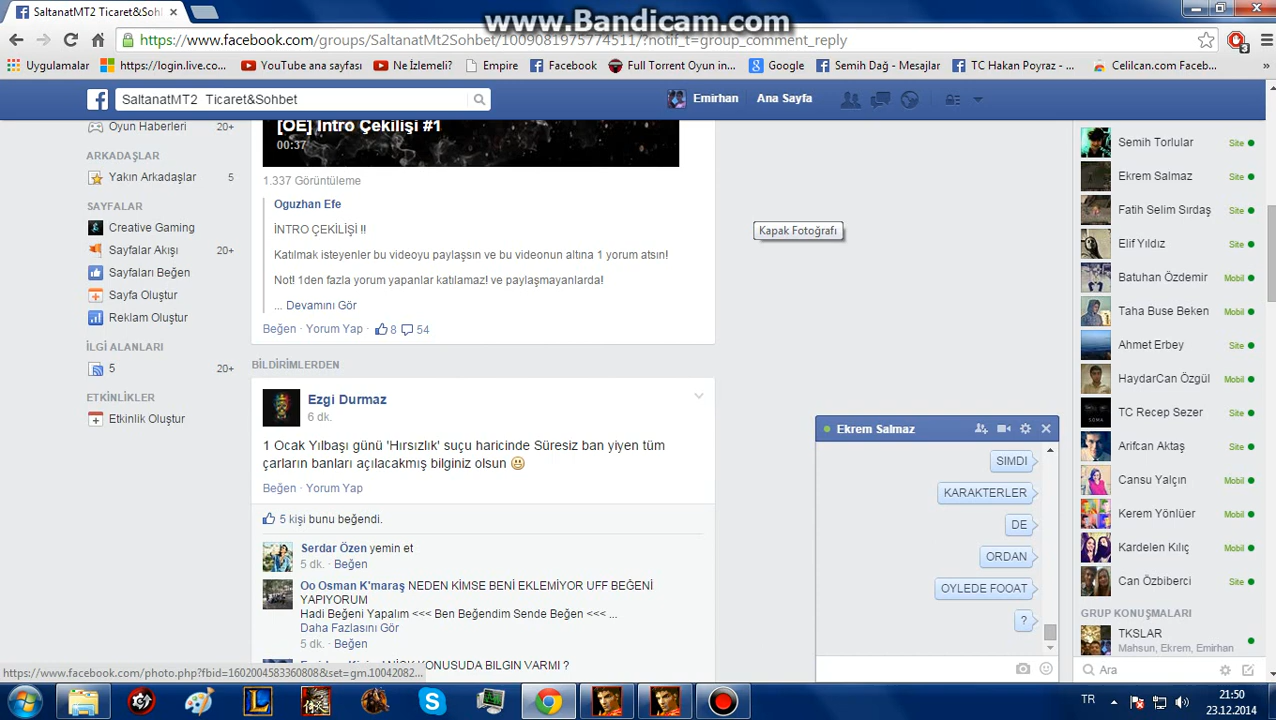 SaltanatMT2 Ticaret&Soh
www.Bandicam.com
https://www.facebook.com/groups/SaltanatMt2Sohbet/1009081975774511/?notif_t=group_comment_reply
3
Uygulamalar
https://login.live.co...
YouTube ana sayfası
Ne İzlemeli?
Empire
Facebook
Full Torrent Oyun in...
Google
Semih Dağ - Mesajlar
TC Hakan Poyraz - ...
Celilcan.com Faceb...
SaltanatMT2 Ticaret&Sohbet
Emirhan
Ana Sayfa
Oyun Haberleri 20+
ARKADAŞLAR
Yakın Arkadaşlar 5
SAYFALAR
Creative Gaming
Sayfalar Akışı 20+
Sayfaları Beğen
Sayfa Oluştur
Reklam Oluştur
İLGİ ALANLARI
5 20+
ETKİNLİKLER
Etkinlik Oluştur
[OE] Intro Çekilişi #1
00:37
1.337 Görüntüleme
Oguzhan Efe
İNTRO ÇEKİLİŞİ !!
Katılmak isteyenler bu videoyu paylaşsın ve bu videonun altına 1 yorum atsın!
Not! 1den fazla yorum yapanlar katılamaz! ve paylaşmayanlarda!
... Devamını Gör
Beğen · Yorum Yap · 8 54
BİLDİRİMLERDEN
Ezgi Durmaz
6 dk.
1 Ocak Yılbaşı günü 'Hırsızlık' suçu haricinde Süresiz ban yiyen tüm
çarların banları açılacakmış bilginiz olsun
Beğen · Yorum Yap
5 kişi bunu beğendi.
Serdar Özen yemin et
5 dk. · Beğen
Oo Osman K'maraş NEDEN KİMSE BENİ EKLEMİYOR UFF BEĞENİ
YAPIYORUM
Hadi Beğeni Yapalım <<< Ben Beğendim Sende Beğen <<< ...
Daha Fazlasını Gör
5 dk. · Beğen
KONUSUDA BILGIN VARMI ?
Kapak Fotoğrafı
Ekrem Salmaz
SIMDI
KARAKTERLER
DE
ORDAN
OYLEDE FOOAT
?
Semih Torlular Site
Ekrem Salmaz Site
Fatih Selim Sırdaş Site
Elif Yıldız Site
Batuhan Özdemir Mobil
Taha Buse Beken Mobil
Ahmet Erbey Site
HaydarCan Özgül Mobil
TC Recep Sezer Site
Arifcan Aktaş Site
Cansu Yalçın Mobil
Kerem Yönlüer Mobil
Kardelen Kılıç Mobil
Can Özbiberci Site
GRUP KONUŞMALARI
TKSLAR
Mahsun, Ekrem, Emirhan
Ara
https://www.facebook.com/photo.php?fbid=1602004583360808&set=gm.10042082...
TR
21:50
23.12.2014